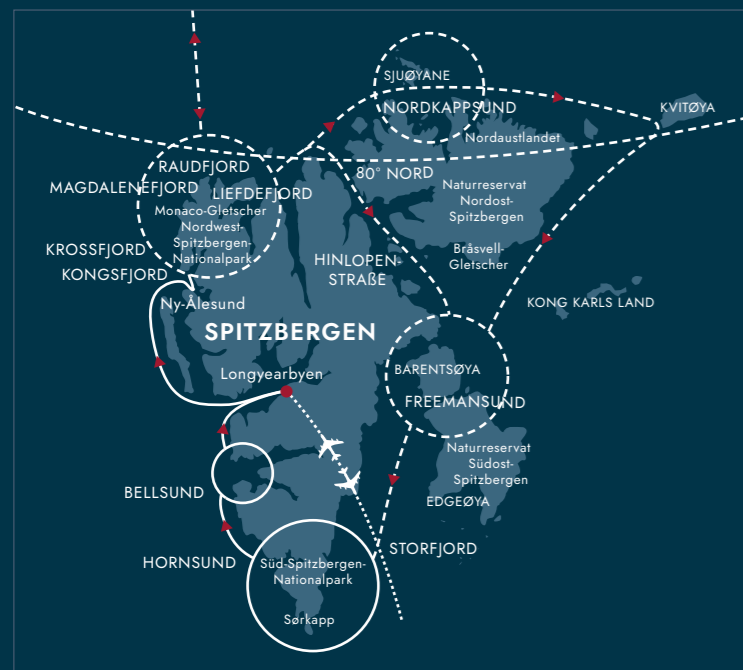 SJUØYANE
NORDKAPPSUND
KVITØYA
Nordaustlandet
RAUDFJORD
80° NORD
MAGDALENEFJORD
LIEFDEFJORD
Monaco-Gletscher
Nordwest-
Spitzbergen-
Nationalpark
Naturreservat
Nordost-
Spitzbergen
KROSSFJORD
KONGSFJORD
HINLOPEN-
STRAßE
Bråsvell-
Gletscher
Ny-Ålesund
KONG KARLS LAND
SPITZBERGEN
Longyearbyen
BARENTSØYA
FREEMANSUND
Naturreservat
Südost-
Spitzbergen
EDGEØYA
BELLSUND
STORFJORD
HORNSUND
Süd-Spitzbergen-
Nationalpark
Sørkapp